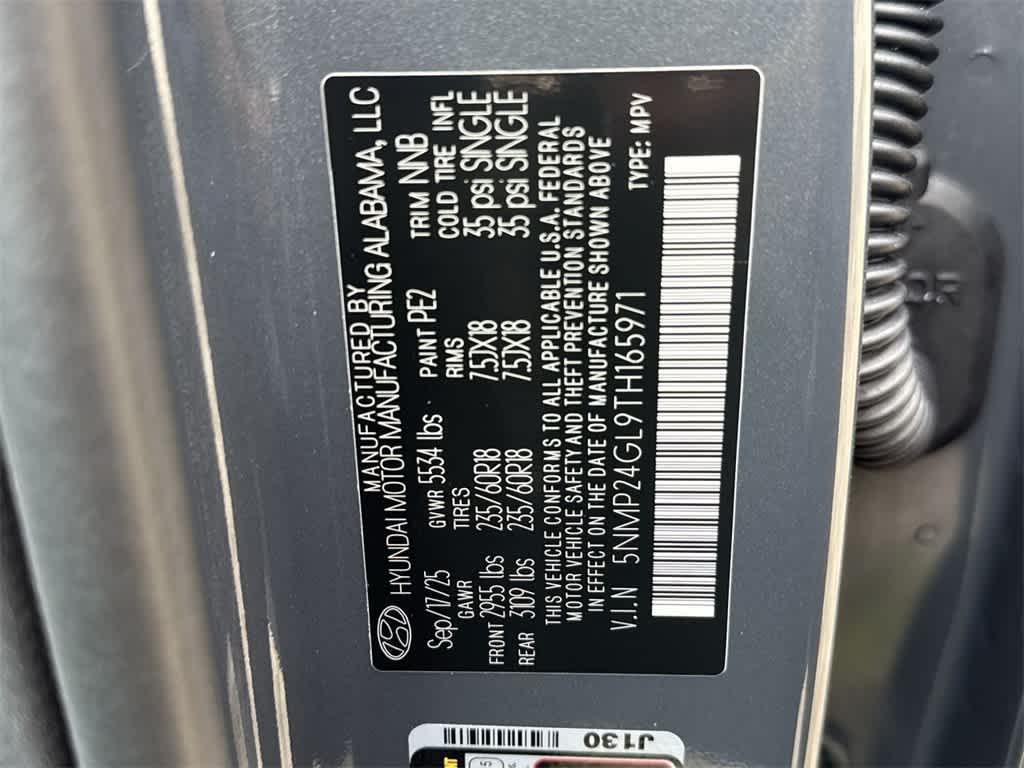 MANUFACTURED BY
HYUNDAI MOTOR MANUFACTURING ALABAMA, LLC
Sep/17/25 GVWR 5534 lbs PAINT PE2 TRIM NNB
GAWR TIRES RIMS COLD TIRE INFL
FRONT 2955 lbs 235/60R18 7.5JX18 35 psi SINGLE
REAR 3109 lbs 235/60R18 7.5JX18 35 psi SINGLE
THIS VEHICLE CONFORMS TO ALL APPLICABLE U.S.A. FEDERAL
MOTOR VEHICLE SAFETY AND THEFT PREVENTION STANDARDS
IN EFFECT ON THE DATE OF MANUFACTURE SHOWN ABOVE
V.I.N 5NMP24GL9TH165971 TYPE: MPV
J130